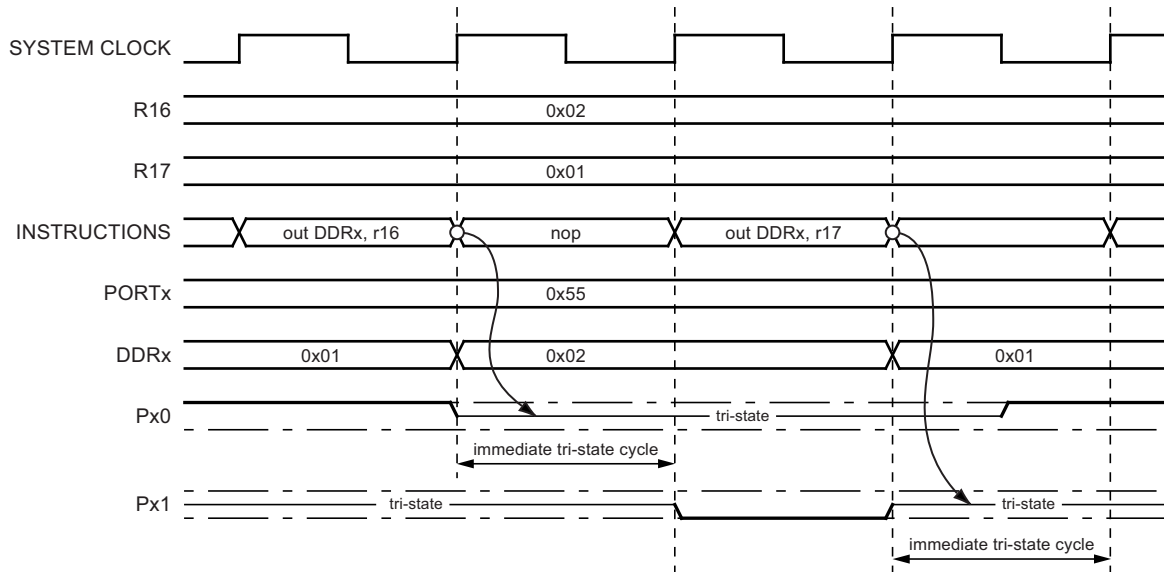 SYSTEM CLOCK
R16 0x02
R17 0x01
INSTRUCTIONS out DDRx, r16 nop out DDRx, r17
PORTx 0x55
DDRx 0x01 0x02 0x01
Px0 tri-state
immediate tri-state cycle
Px1 tri-state tri-state
immediate tri-state cycle